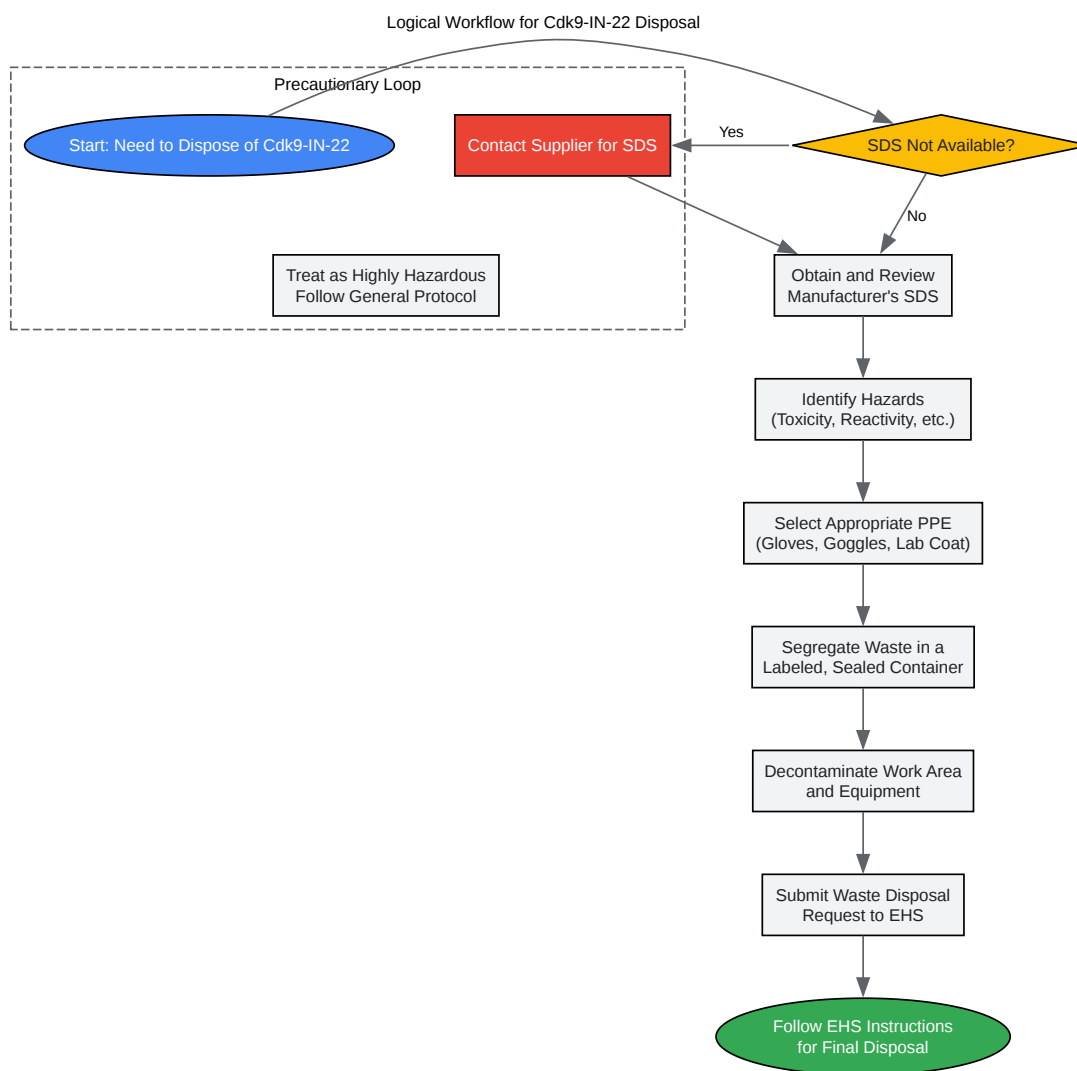 Logical Workflow for Cdk9-IN-22 Disposal
Precautionary Loop
Start: Need to Dispose of Cdk9-IN-22
Contact Supplier for SDS
Yes
SDS Not Available?
No
Treat as Highly Hazardous
Follow General Protocol
Obtain and Review
Manufacturer's SDS
Identify Hazards
(Toxicity, Reactivity, etc.)
Select Appropriate PPE
(Gloves, Goggles, Lab Coat)
Segregate Waste in a
Labeled, Sealed Container
Decontaminate Work Area
and Equipment
Submit Waste Disposal
Request to EHS
Follow EHS Instructions
for Final Disposal